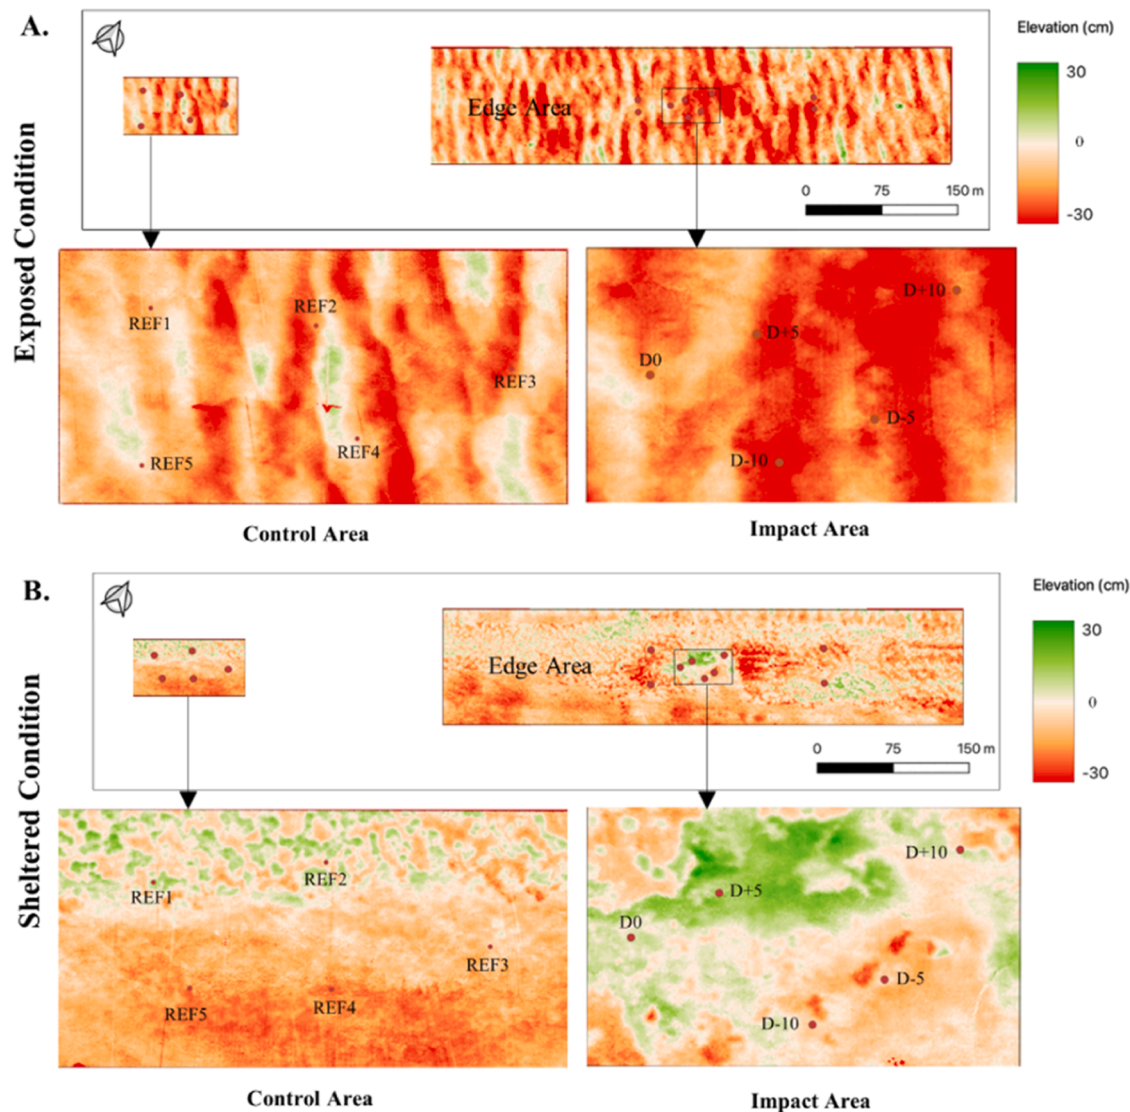 A.
Elevation (cm)
30
0
-30
Exposed Condition
Edge Area
0 75 150 m
REF1
REF2
REF3
REF4
REF5
Control Area
D+10
D+5
D0
D-5
D-10
Impact Area
B.
Elevation (cm)
30
0
-30
Sheltered Condition
Edge Area
0 75 150 m
REF1
REF2
REF3
REF4
REF5
Control Area
D+10
D+5
D0
D-5
D-10
Impact Area